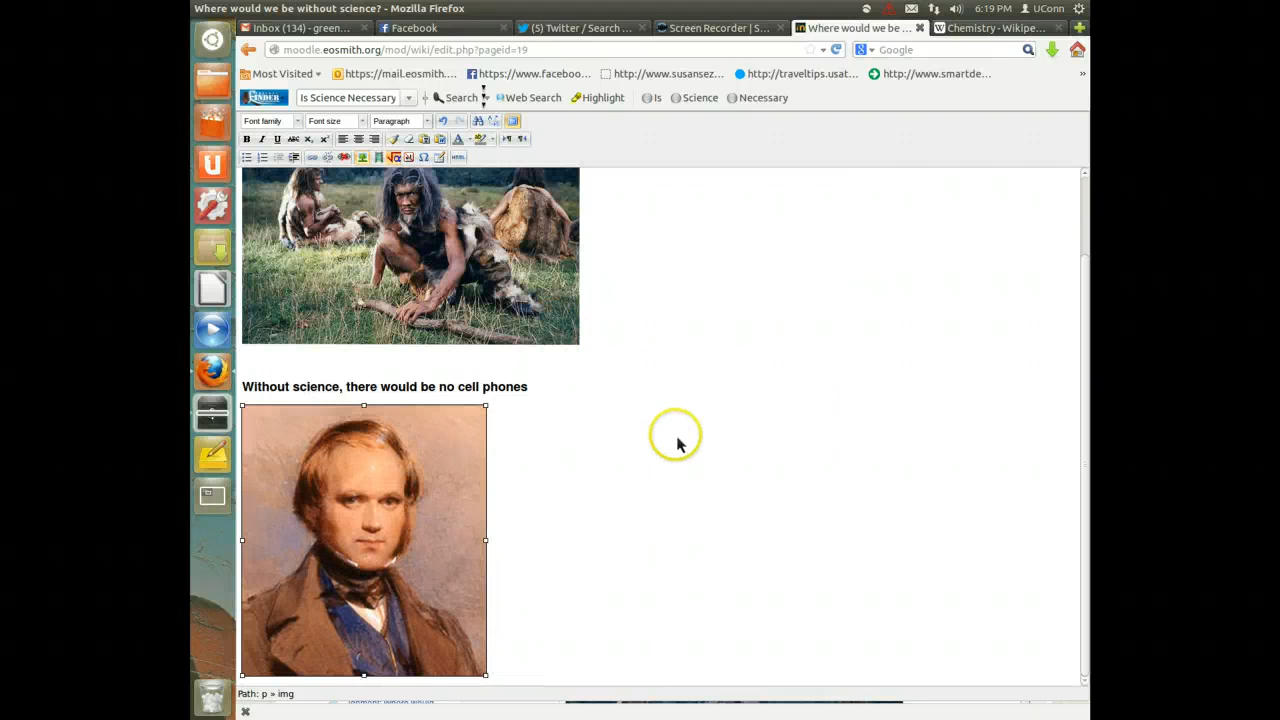 Where would we be without science? - Mozilla Firefox
6:19 PM UConn
Inbox (134) - greent…
Facebook
(5) Twitter / Search …
Screen Recorder | S…
Where would we be …
Chemistry - Wikipe…
moodle.eosmith.org/mod/wiki/edit.php?pageid=19
Google
Most Visited
https://mail.eosmith.…
https://www.faceboo…
http://www.susansez…
http://traveltips.usat…
http://www.smartde…
»
FINDER
Is Science Necessary
Search
Web Search
Highlight
Is
Science
Necessary
Font family
Font size
Paragraph
B I U ABC
HTML
Without science, there would be no cell phones
Path: p » img